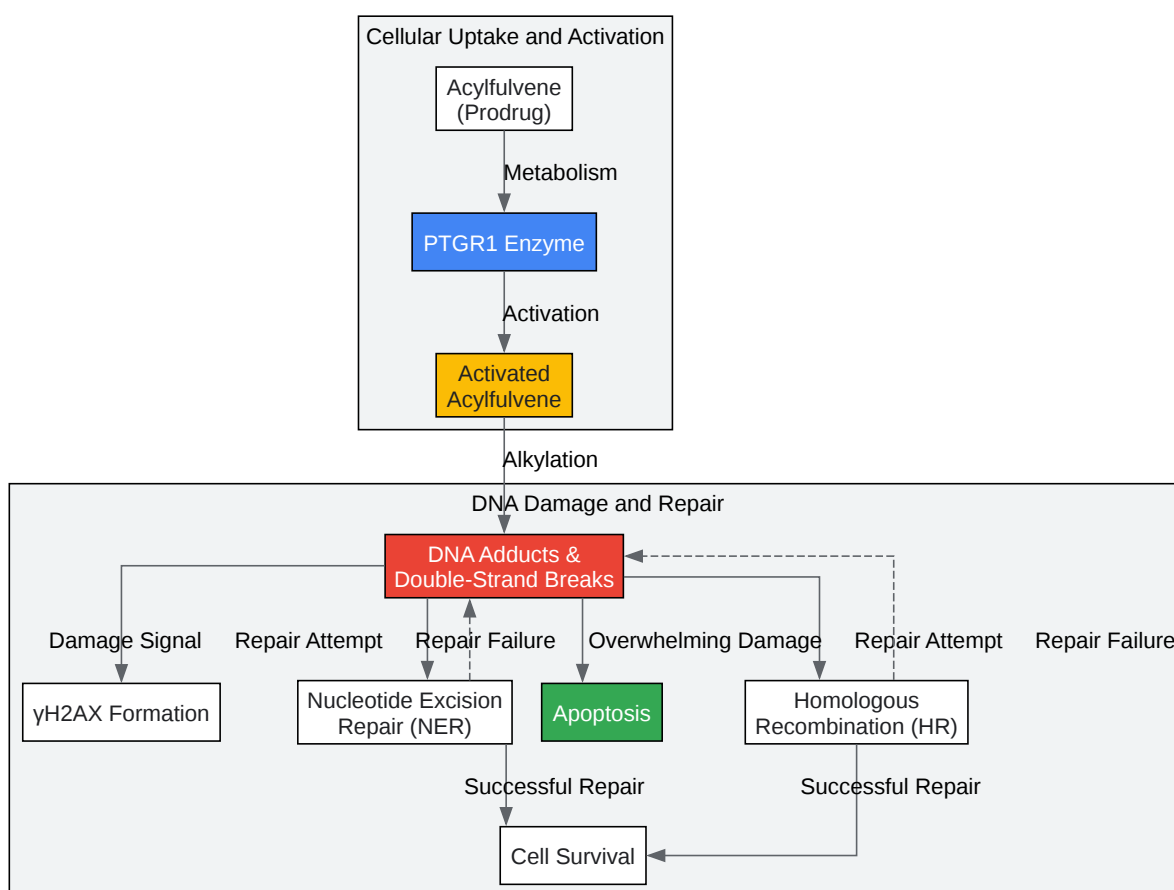 Cellular Uptake and Activation
Acylfulvene
(Prodrug)
Metabolism
PTGR1 Enzyme
Activation
Activated
Acylfulvene
Alkylation
DNA Damage and Repair
DNA Adducts &
Double-Strand Breaks
Damage Signal
Repair Attempt
Repair Failure
Overwhelming Damage
Repair Attempt
Repair Failure
γH2AX Formation
Nucleotide Excision
Repair (NER)
Apoptosis
Homologous
Recombination (HR)
Successful Repair
Successful Repair
Cell Survival